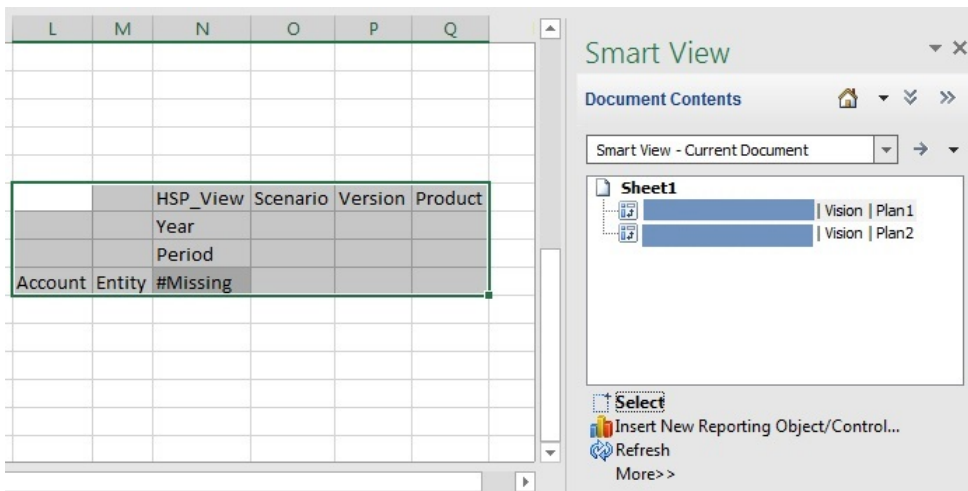 L M N O P Q
HSP_View Scenario Version Product
Year
Period
Account Entity #Missing
Smart View
Document Contents
Smart View - Current Document
Sheet1
| Vision | Plan1
| Vision | Plan2
Select
Insert New Reporting Object/Control...
Refresh
More>>